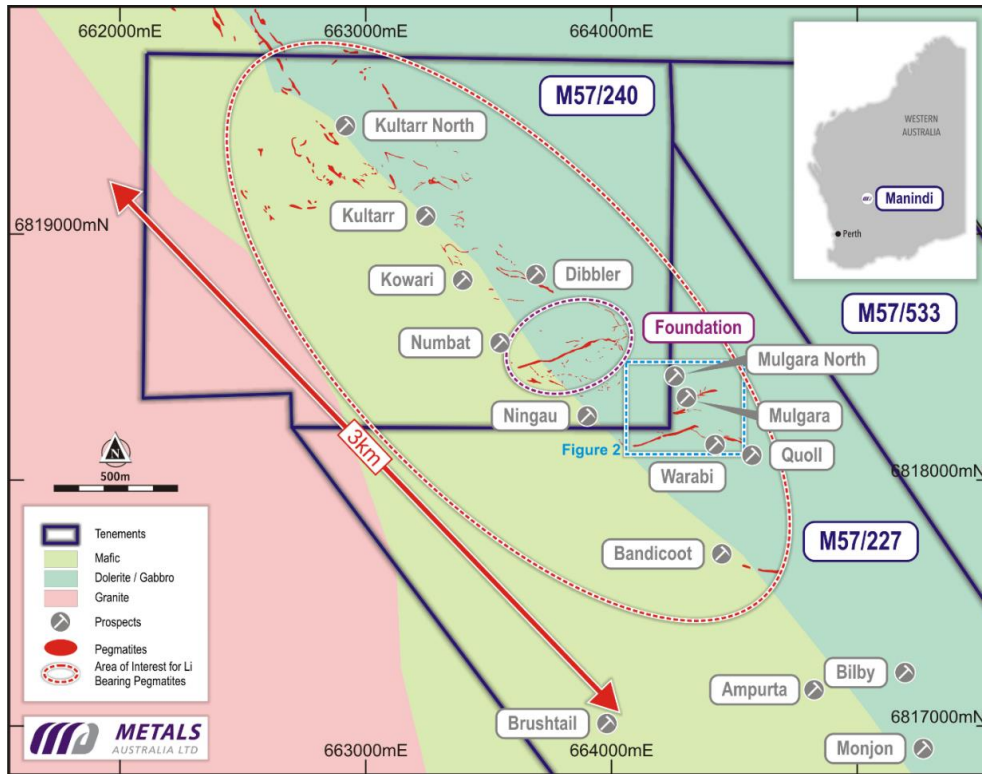 662000mE
663000mE
664000mE
M57/240
WESTERN
AUSTRALIA
Manindi
Perth
Kultarr North
Kultarr
6819000mN
Kowari
Dibbler
M57/533
Numbat
Foundation
Mulgara North
Ningau
Mulgara
Figure 2
Warabi
Quoll
3km
N
500m
6818000mN
Bandicoot
M57/227
Tenements
Mafic
Dolerite / Gabbro
Granite
Prospects
Pegmatites
Area of Interest for Li
Bearing Pegmatites
Bilby
Ampurta
Brushtail
6817000mN
Monjon
METALS
AUSTRALIA LTD
663000mE
664000mE